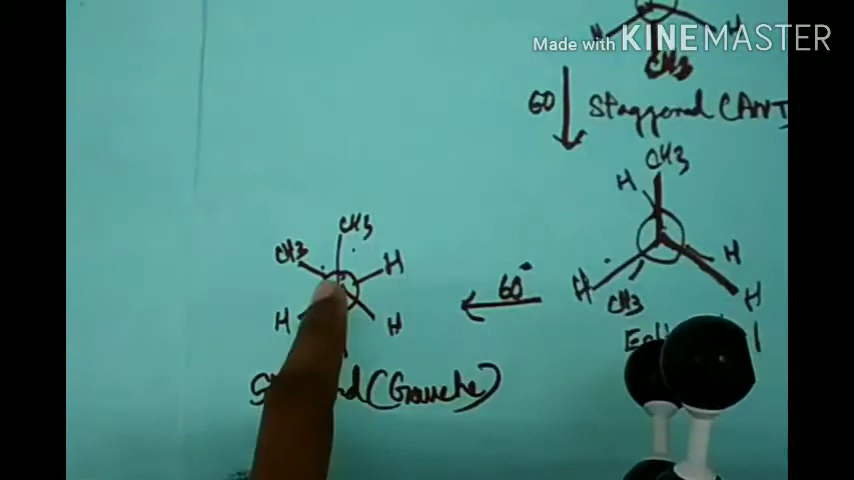 Made with KINEMASTER
H H
CH3
60 Staggered (ANTI
CH3
H
H
H
CH3
H
60°
CH3
CH3
H
H
H
(Gauche)